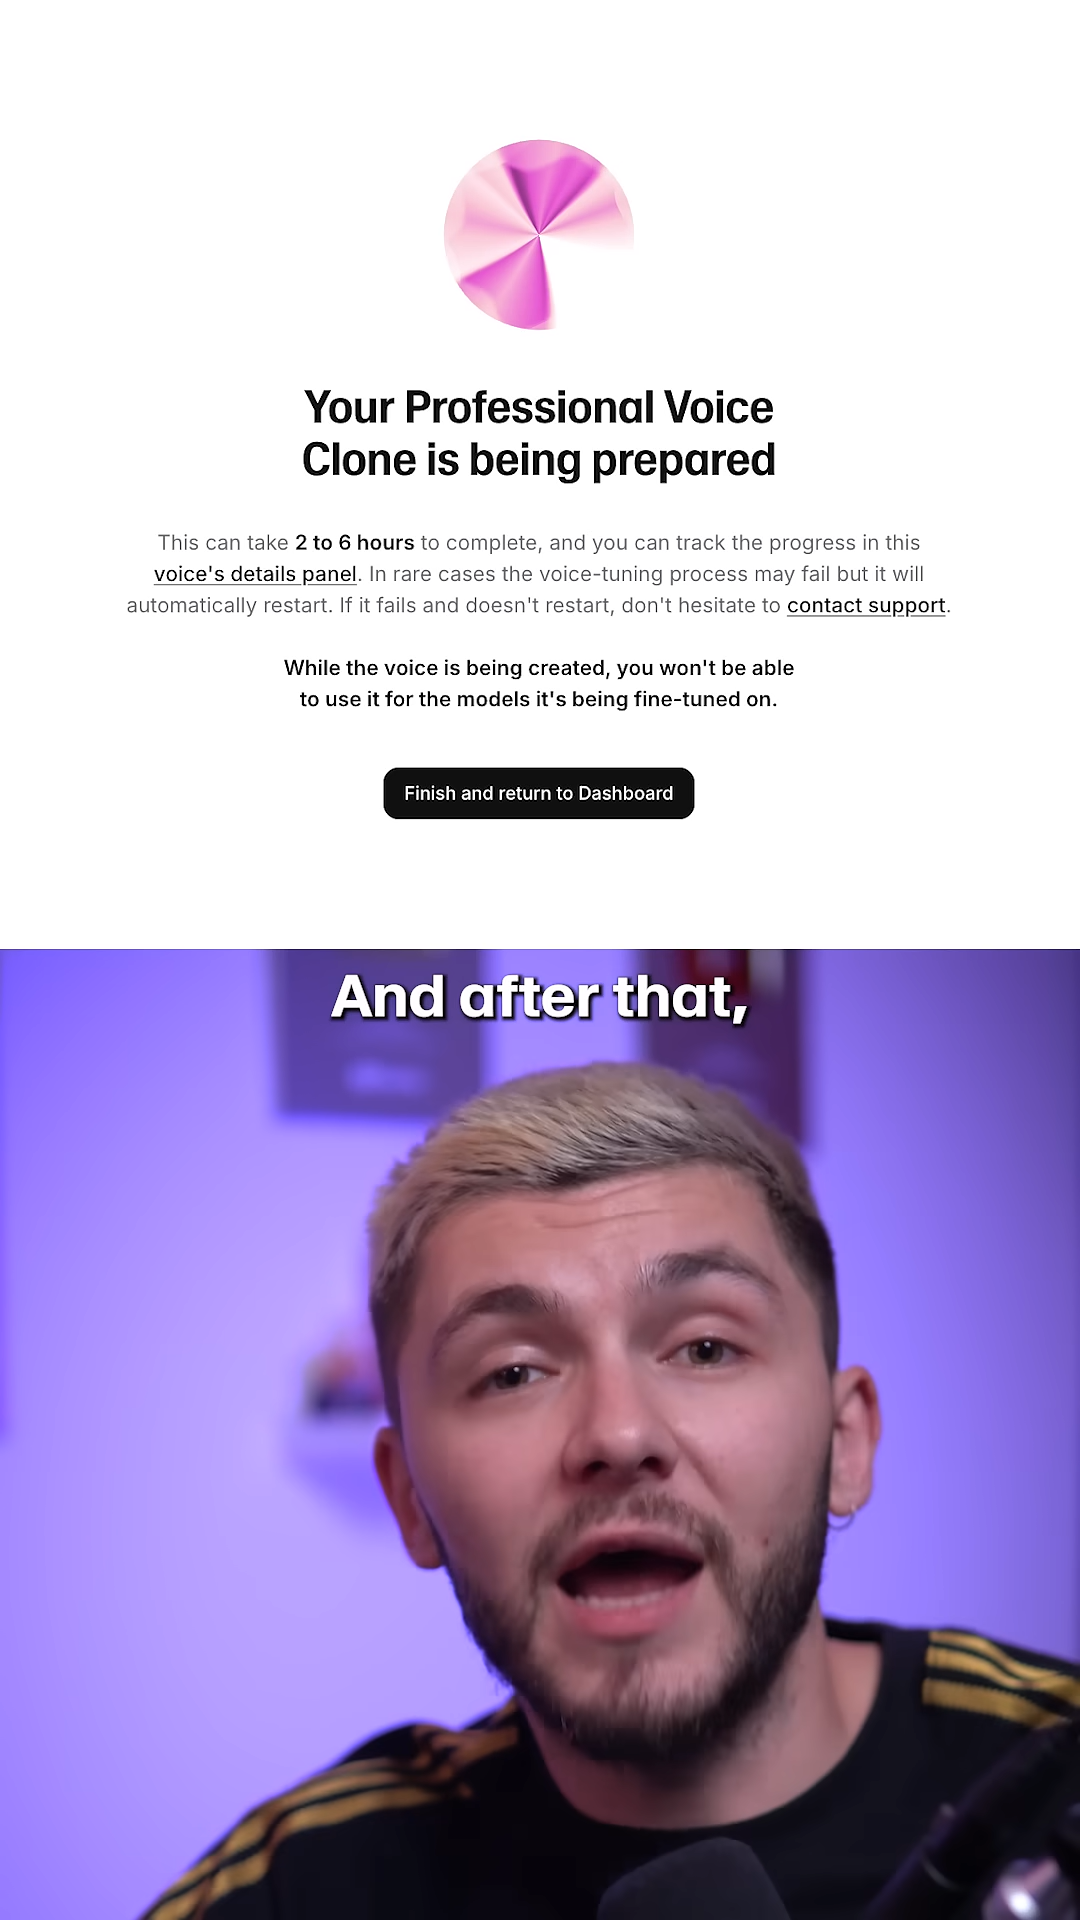 Your Professional Voice
Clone is being prepared
This can take 2 to 6 hours to complete, and you can track the progress in this
voice's details panel. In rare cases the voice-tuning process may fail but it will
automatically restart. If it fails and doesn't restart, don't hesitate to contact support.
While the voice is being created, you won't be able
to use it for the models it's being fine-tuned on.
Finish and return to Dashboard
And after that,